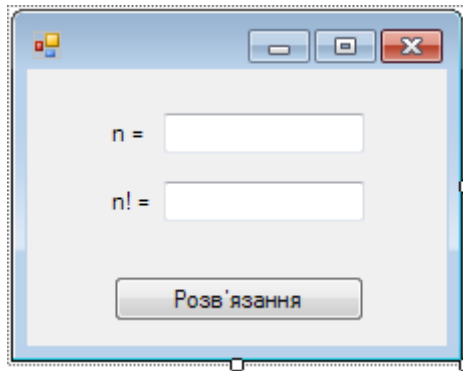 n =
n! =
Розв'язання